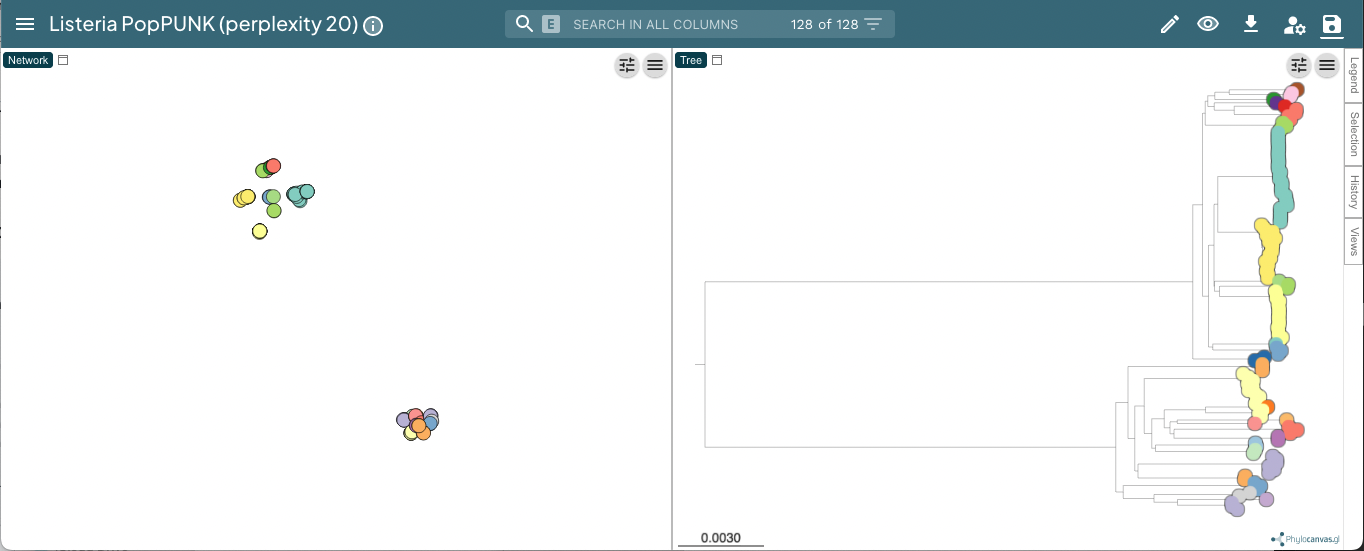 Listeria PopPUNK (perplexity 20)
E SEARCH IN ALL COLUMNS 128 of 128
Network
Tree
Legend
Selection
History
Views
0.0030
Phylocanvas.gl